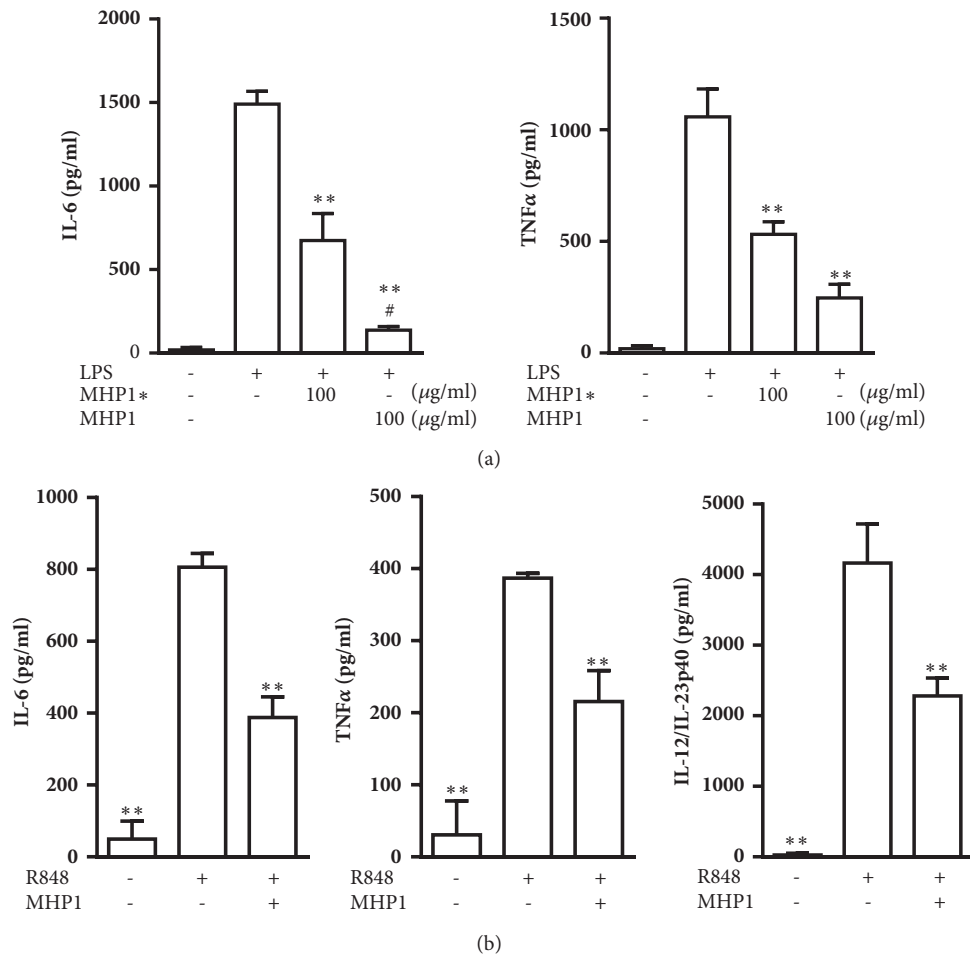 2000
1500
1000
500
0
IL-6 (pg/ml)
**
**
#
LPS - + + +
MHP1* - - 100 - (μg/ml)
MHP1 - 100 (μg/ml)
1500
1000
500
0
TNFα (pg/ml)
**
**
LPS - + + +
MHP1* - - 100 - (μg/ml)
MHP1 - 100 (μg/ml)
(a)
1000
800
600
400
200
0
IL-6 (pg/ml)
**
**
R848 - + +
MHP1 - - +
500
400
300
200
100
0
TNFα (pg/ml)
**
**
R848 - + +
MHP1 - - +
5000
4000
3000
2000
1000
0
IL-12/IL-23p40 (pg/ml)
**
**
R848 - + +
MHP1 - - +
(b)